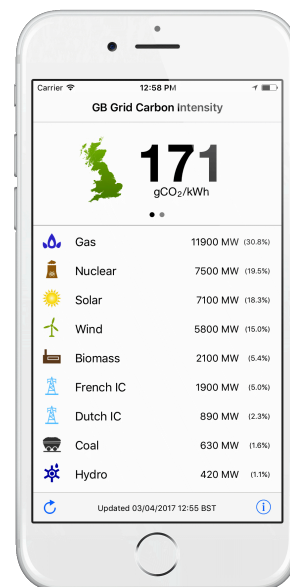 Carrier 12:58 PM
GB Grid Carbon Intensity
171
gCO₂/kWh
Gas 11900 MW (30.8%)
Nuclear 7500 MW (19.5%)
Solar 7100 MW (18.3%)
Wind 5800 MW (15.0%)
Biomass 2100 MW (5.4%)
French IC 1900 MW (5.0%)
Dutch IC 890 MW (2.3%)
Coal 630 MW (1.6%)
Hydro 420 MW (1.1%)
Updated 03/04/2017 12:55 BST